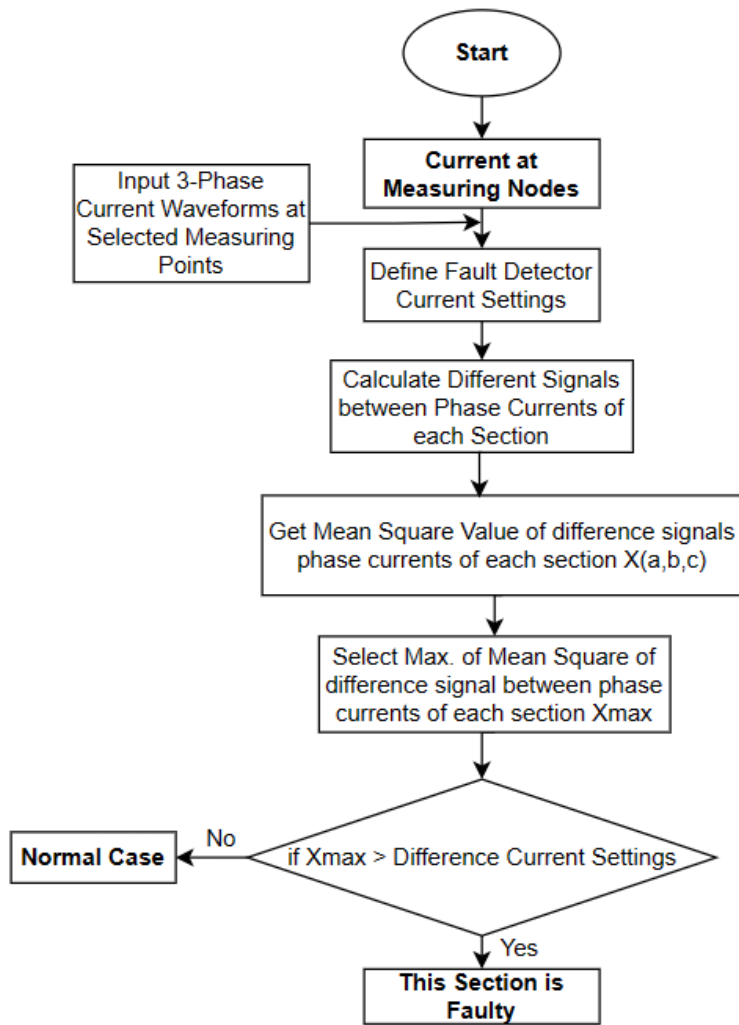 Start
Current at
Measuring Nodes
Input 3-Phase
Current Waveforms at
Selected Measuring
Points
Define Fault Detector
Current Settings
Calculate Different Signals
between Phase Currents of
each Section
Get Mean Square Value of difference signals
phase currents of each section X(a,b,c)
Select Max. of Mean Square of
difference signal between phase
currents of each section Xmax
if Xmax > Difference Current Settings
No
Normal Case
Yes
This Section is
Faulty